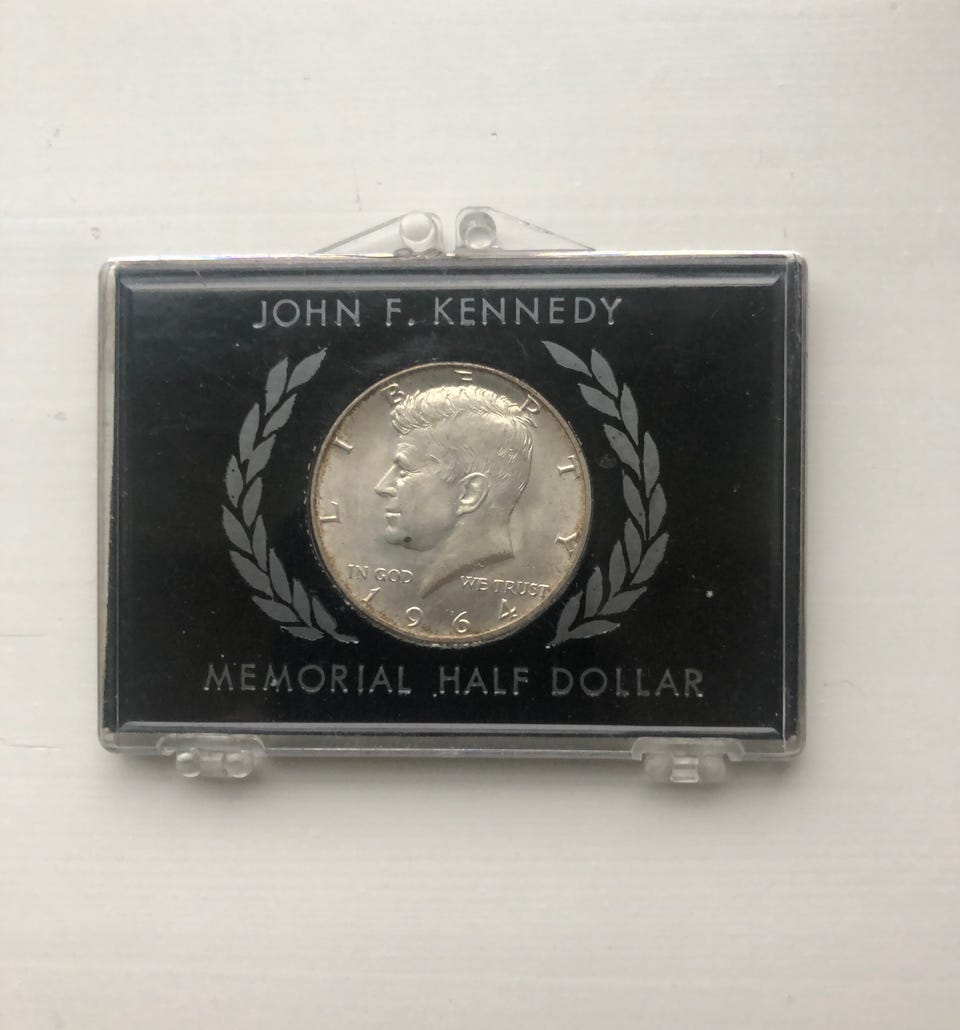 JOHN F. KENNEDY
LIBERTY
IN GOD WE TRUST
1964
MEMORIAL HALF DOLLAR